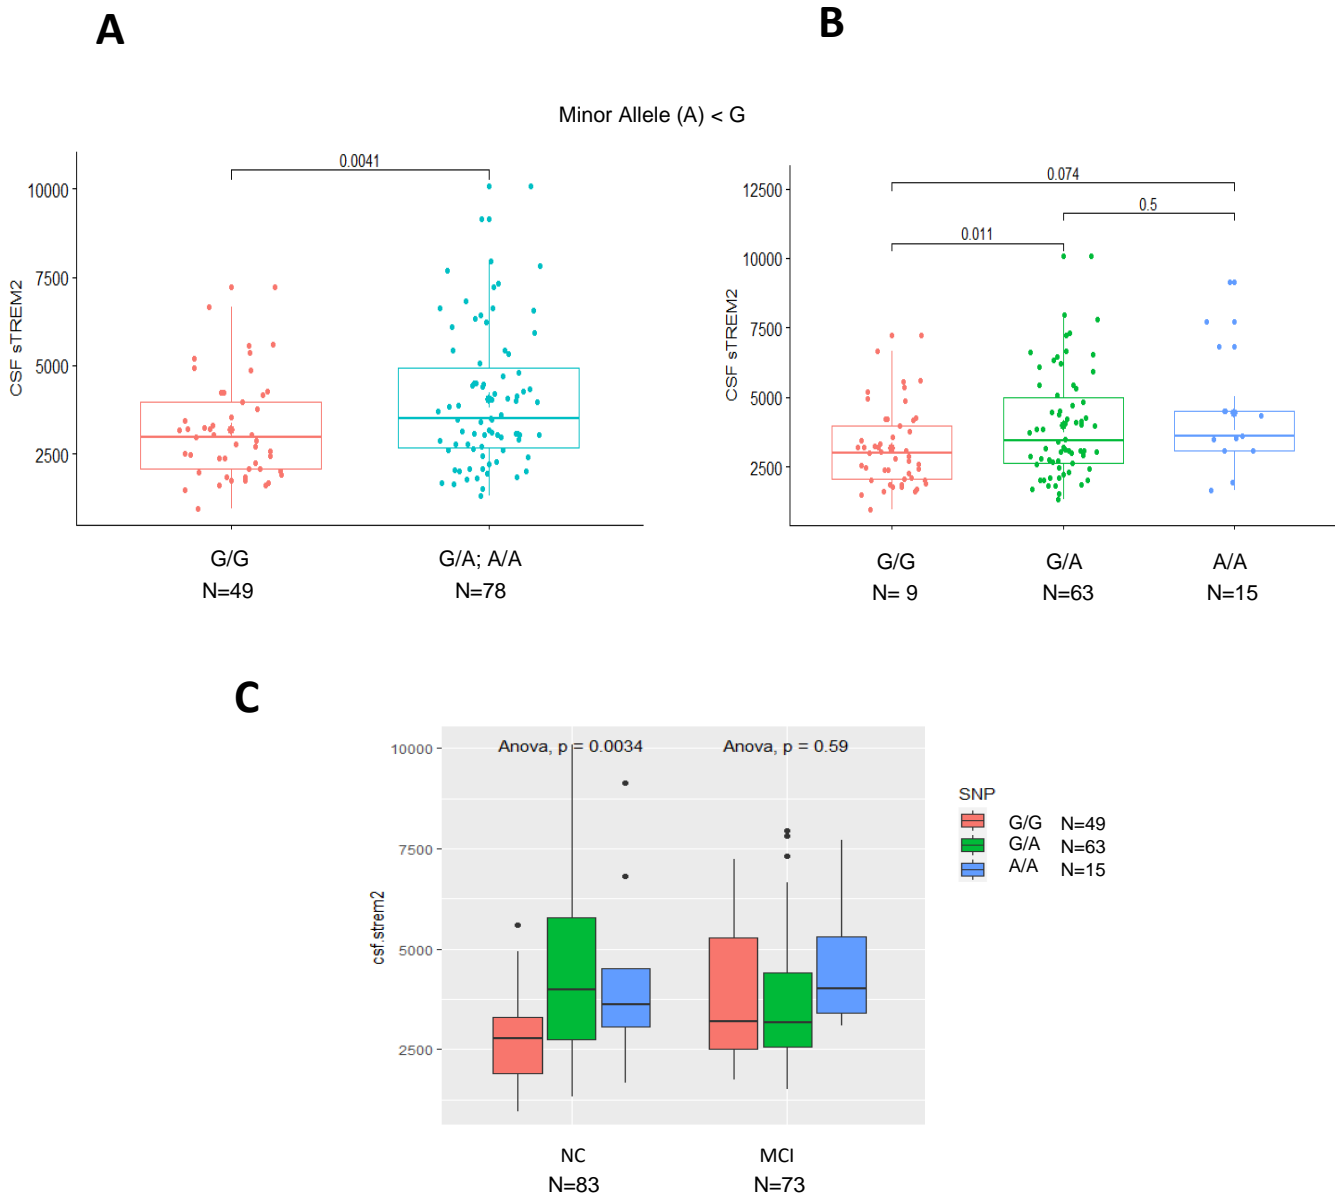 A
B
Minor Allele (A) < G
0.0041
10000
7500
5000
2500
CSF sTREM2
G/G
G/A; A/A
N=49
N=78
0.074
0.5
0.011
12500
10000
7500
5000
2500
CSF sTREM2
G/G
G/A
A/A
N= 9
N=63
N=15
C
Anova, p = 0.0034
Anova, p = 0.59
10000
7500
5000
2500
csf.strem2
NC
MCI
N=83
N=73
SNP
G/G N=49
G/A N=63
A/A N=15